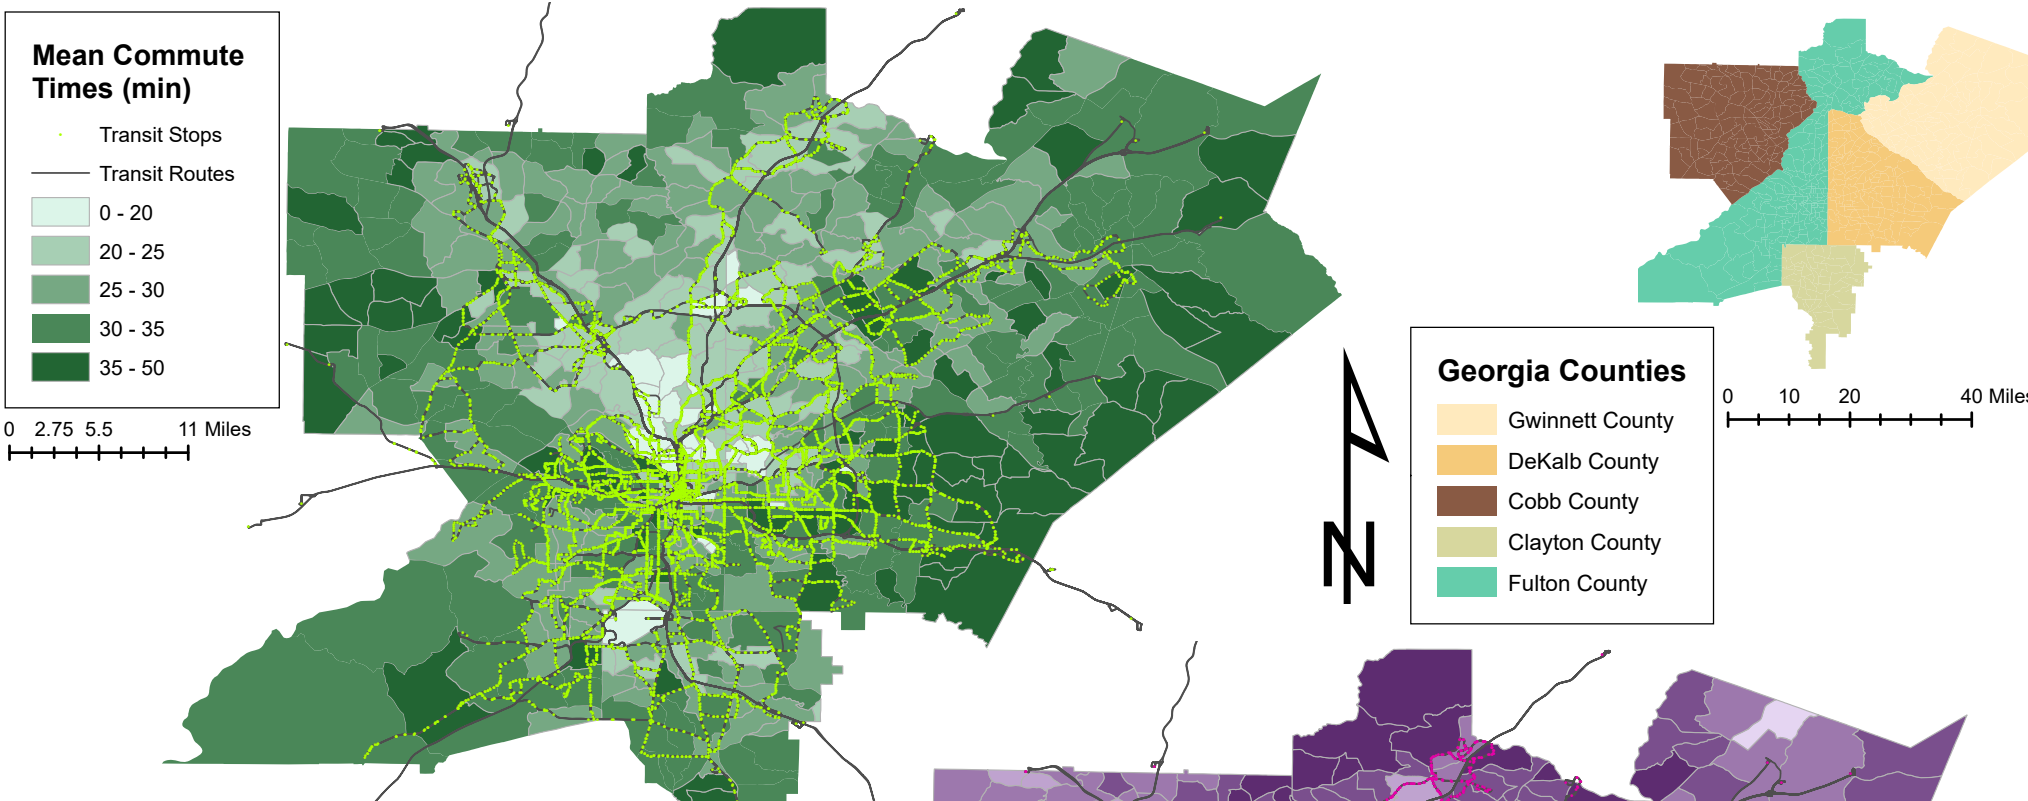 Mean Commute
Times (min)
Transit Stops
Transit Routes
0 - 20
20 - 25
25 - 30
30 - 35
35 - 50
0 2.75 5.5 11 Miles
N
Georgia Counties
Gwinnett County
DeKalb County
Cobb County
Clayton County
Fulton County
0 10 20 40 Miles